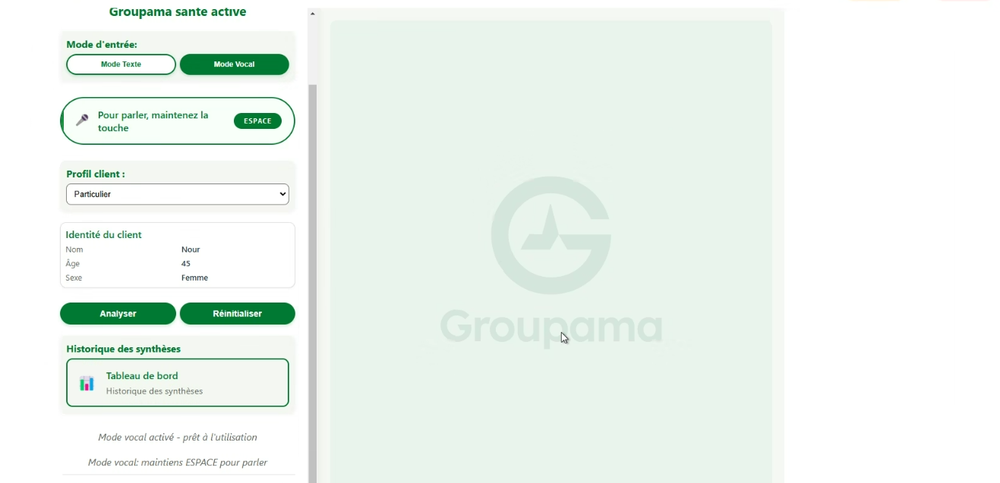 Groupama santé active
Mode d'entrée:
Mode Texte
Mode Vocal
Pour parler, maintenez la
touche
ESPACE
Profil client :
Particulier
Identité du client
Nom
Nour
Âge
45
Sexe
Femme
Analyser
Réinitialiser
Historique des synthèses
Tableau de bord
Historique des synthèses
Mode vocal activé - prêt à l'utilisation
Mode vocal: maintiens ESPACE pour parler
Groupama